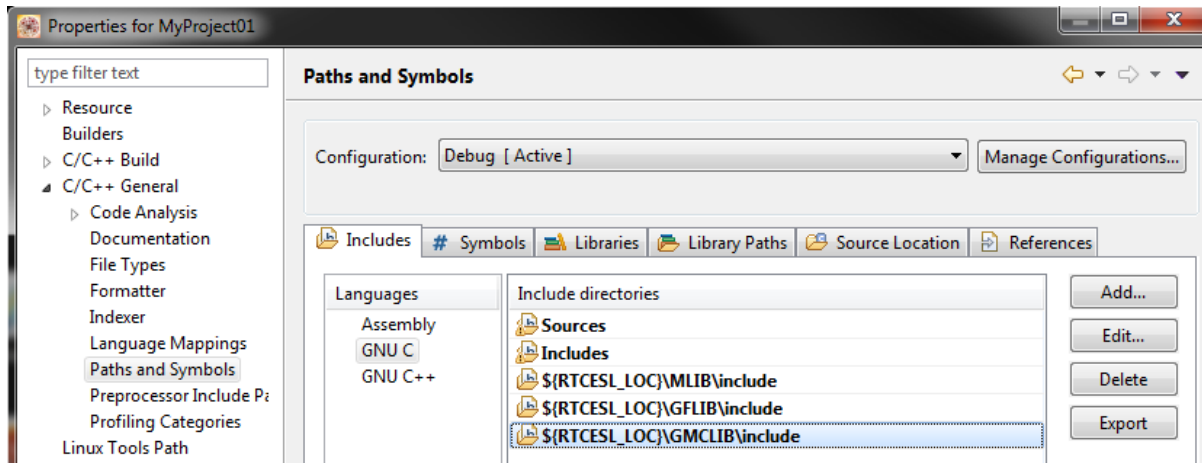 Properties for MyProject01
type filter text
Resource
Builders
C/C++ Build
C/C++ General
Code Analysis
Documentation
File Types
Formatter
Indexer
Language Mappings
Paths and Symbols
Preprocessor Include Pa
Profiling Categories
Linux Tools Path
Paths and Symbols
Configuration: Debug [ Active ] Manage Configurations...
Includes # Symbols Libraries Library Paths Source Location References
Languages
Assembly
GNU C
GNU C++
Include directories
Sources
Includes
${RTCESL_LOC}\MLIB\include
${RTCESL_LOC}\GFLIB\include
${RTCESL_LOC}\GMCLIB\include
Add...
Edit...
Delete
Export